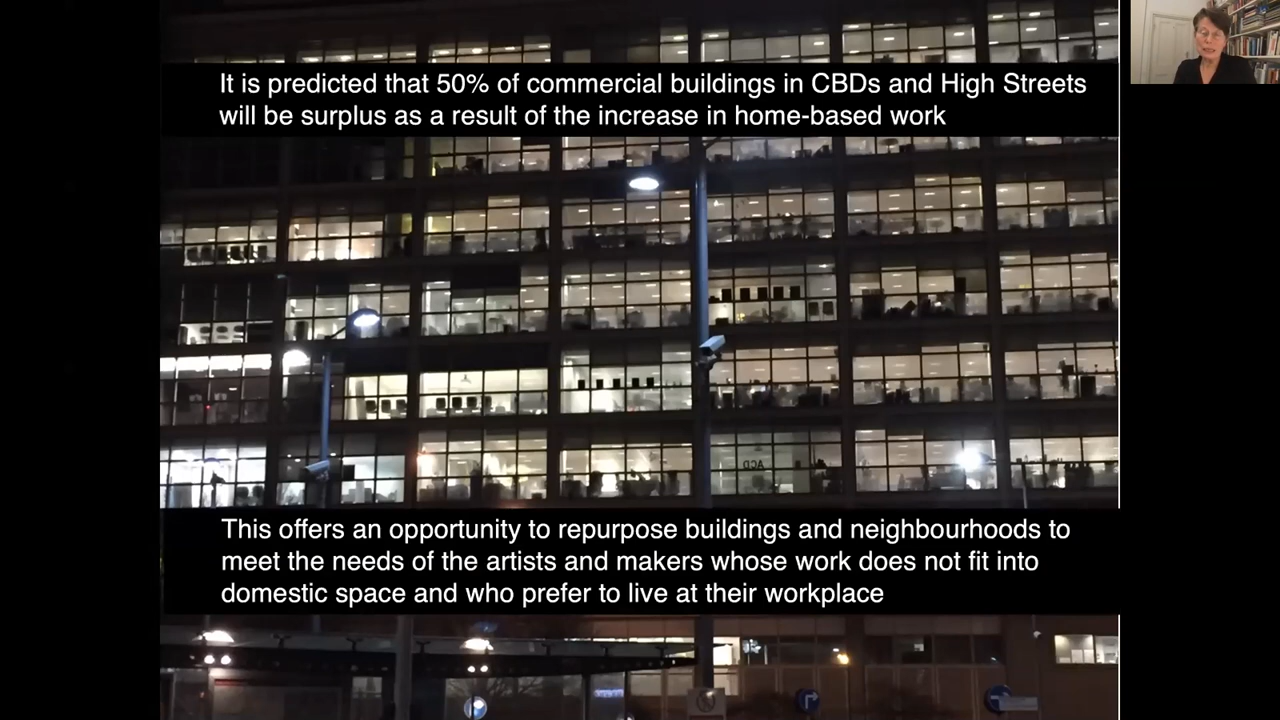 It is predicted that 50% of commercial buildings in CBDs and High Streets
will be surplus as a result of the increase in home-based work
This offers an opportunity to repurpose buildings and neighbourhoods to
meet the needs of the artists and makers whose work does not fit into
domestic space and who prefer to live at their workplace